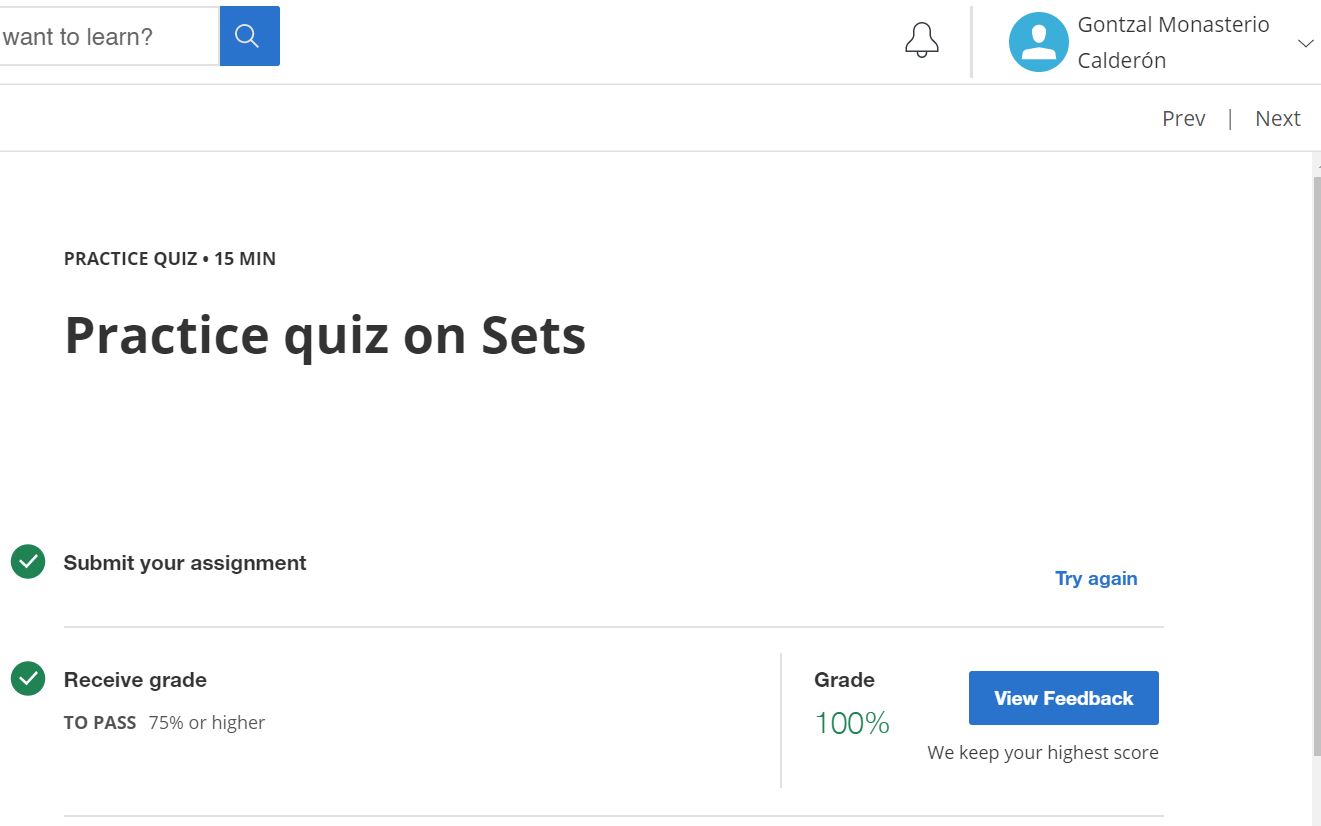 want to learn?
Gontzal Monasterio
Calderón
Prev | Next
PRACTICE QUIZ • 15 MIN
Practice quiz on Sets
Submit your assignment
Try again
Receive grade
TO PASS 75% or higher
Grade
100%
View Feedback
We keep your highest score